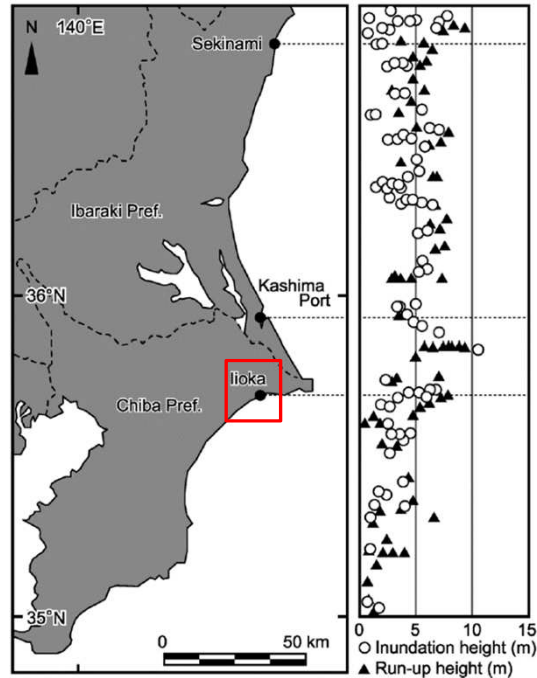 140°E
N
Sekinami
Ibaraki Pref.
Kashima
Port
36°N
Iioka
Chiba Pref.
35°N
0 50 km
0 5 10 15
Inundation height (m)
Run-up height (m)